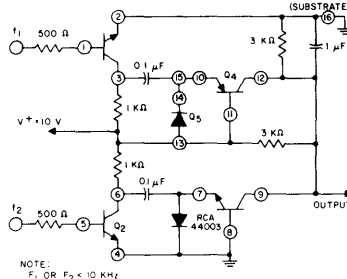 (SUBSTRATE)
16
2
f1
500 Ω
1
3 KΩ
1 µF
0.1 µF
3
15
10
Q4
12
14
1 KΩ
Q5
11
V+=10 V
13
3 KΩ
1 KΩ
0.1 µF
6
7
9
OUTPUT
f2
500 Ω
5
Q2
RCA
44003
8
4
NOTE:
F1 OR F2 < 10 KHz